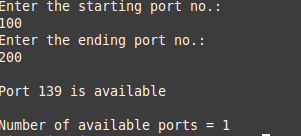 Enter the starting port no.:
100
Enter the ending port no.:
200
Port 139 is available
Number of available ports = 1